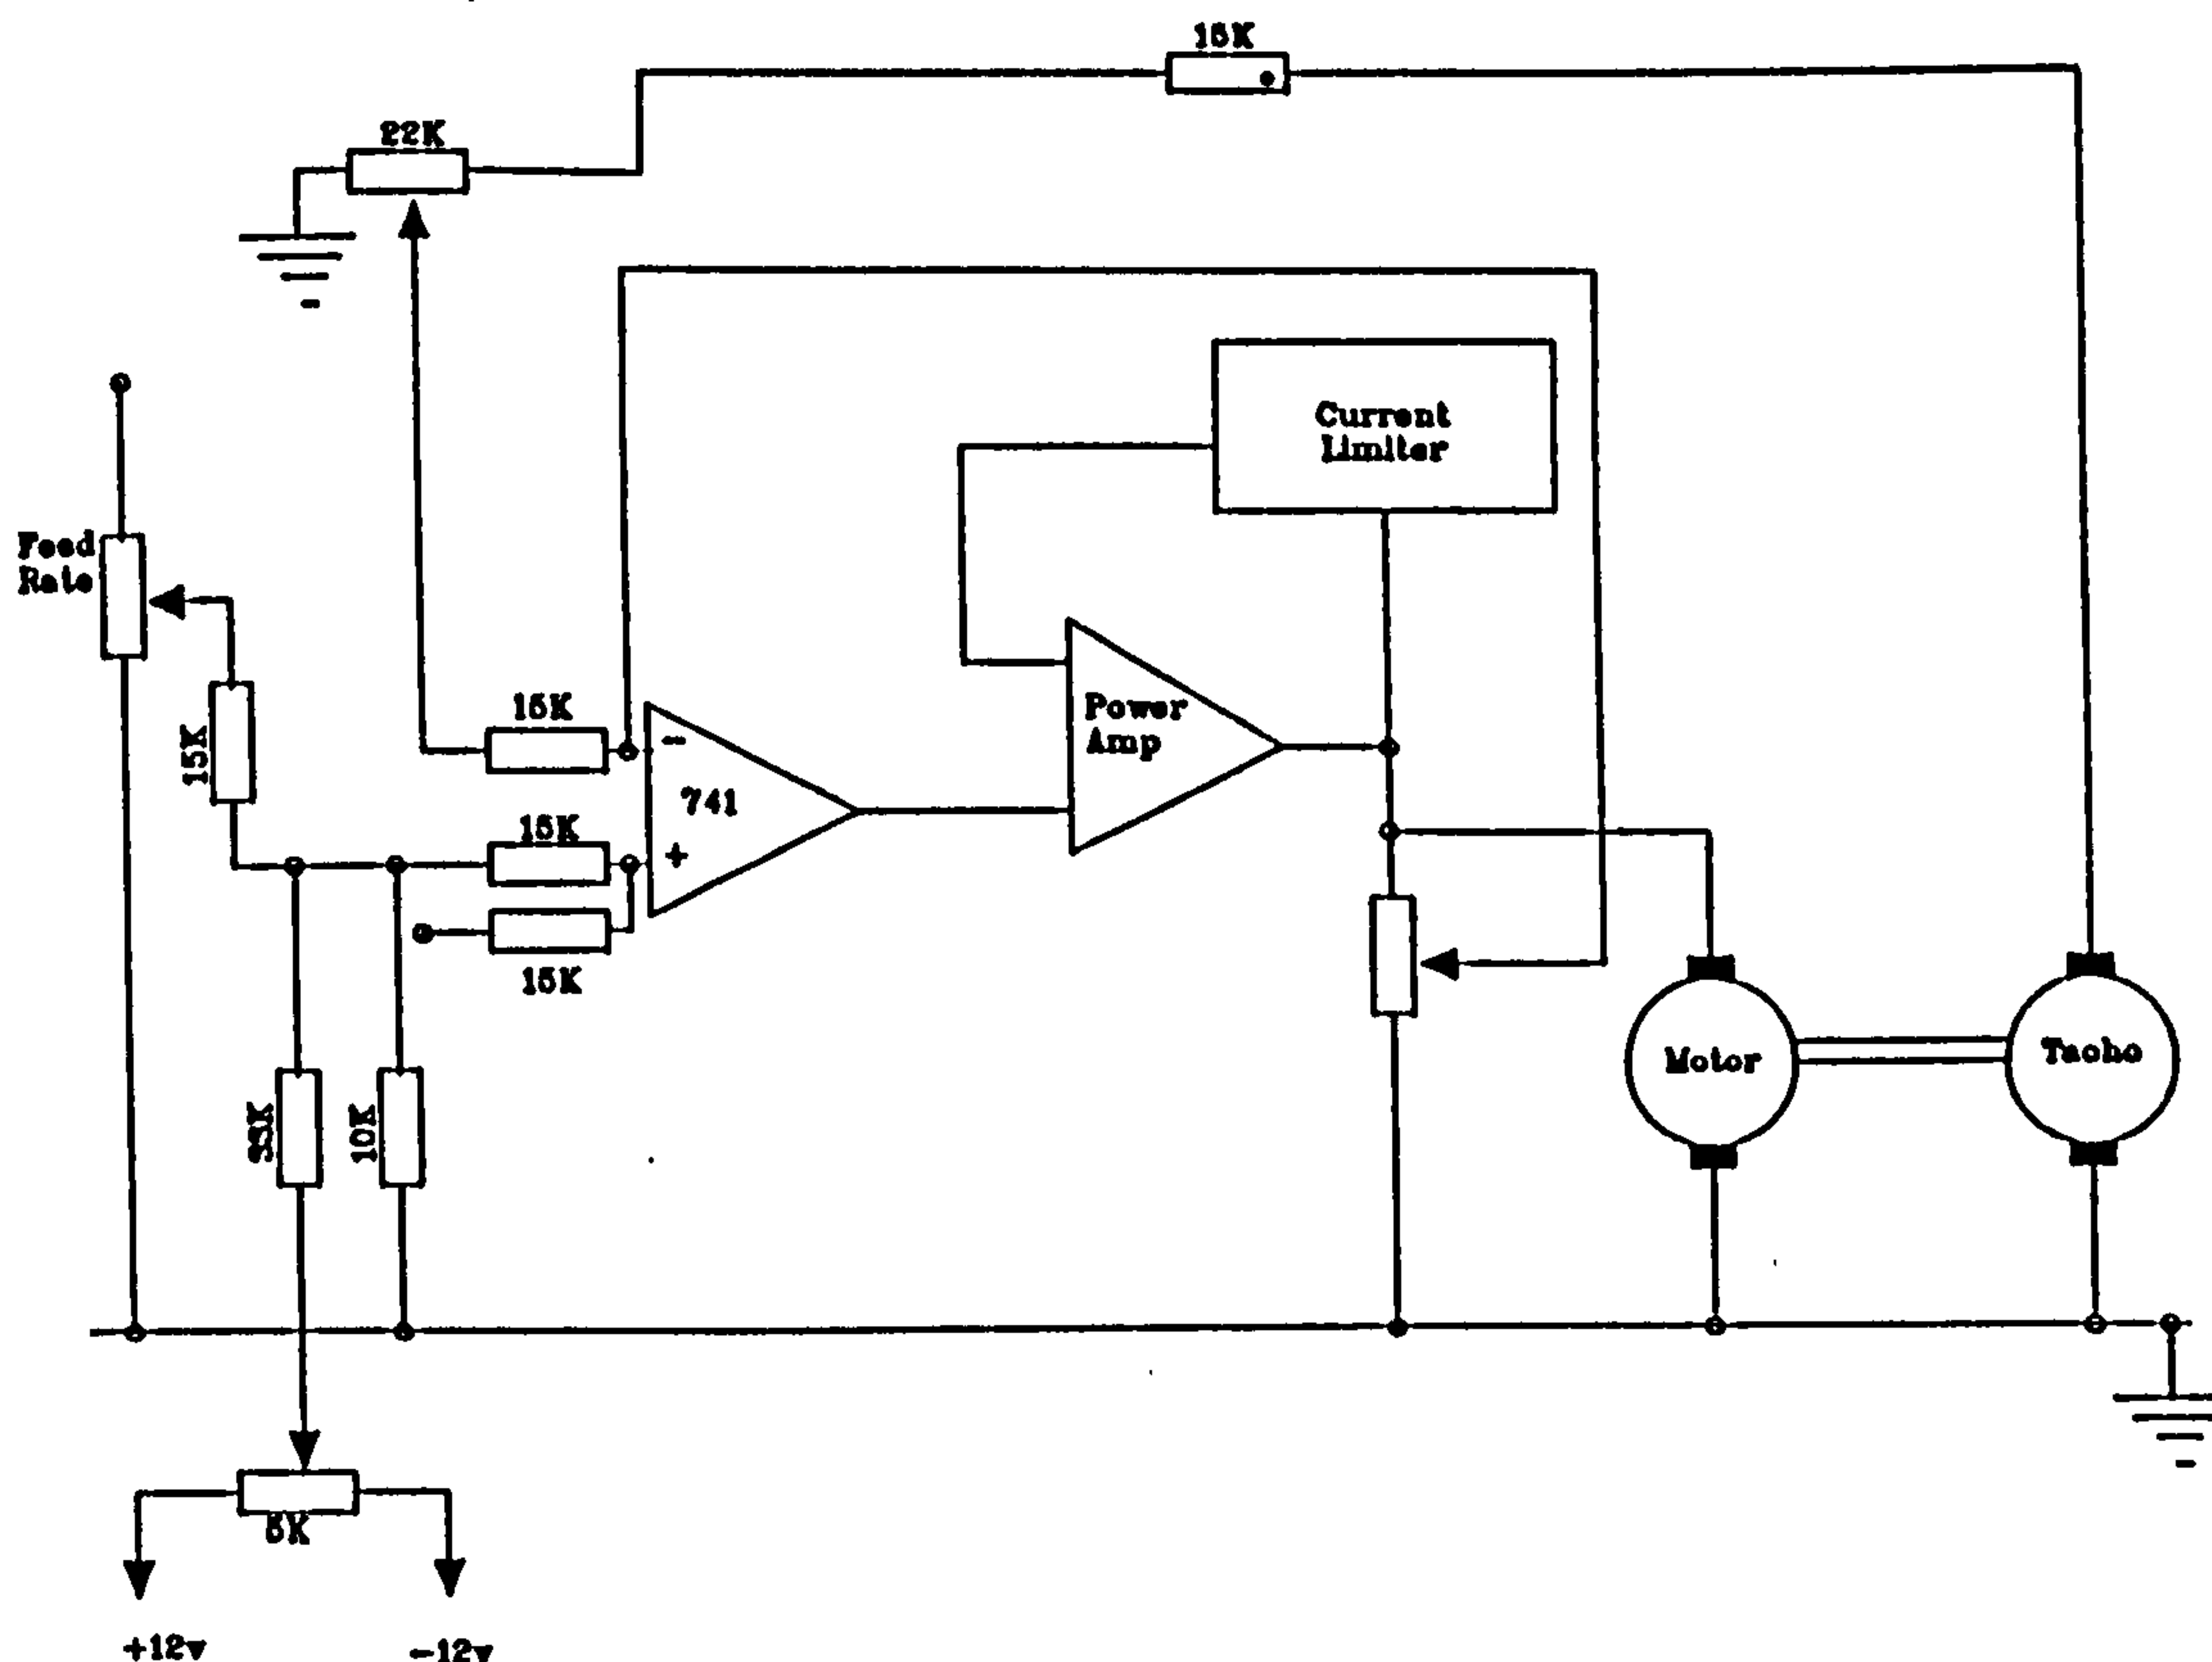 15K
22K
Current
Limiter
Feed
Rate
15K
15K
-
741
+
15K
15K
Power
Amp
10K
Motor
Tacho
5K
+12v
-12v